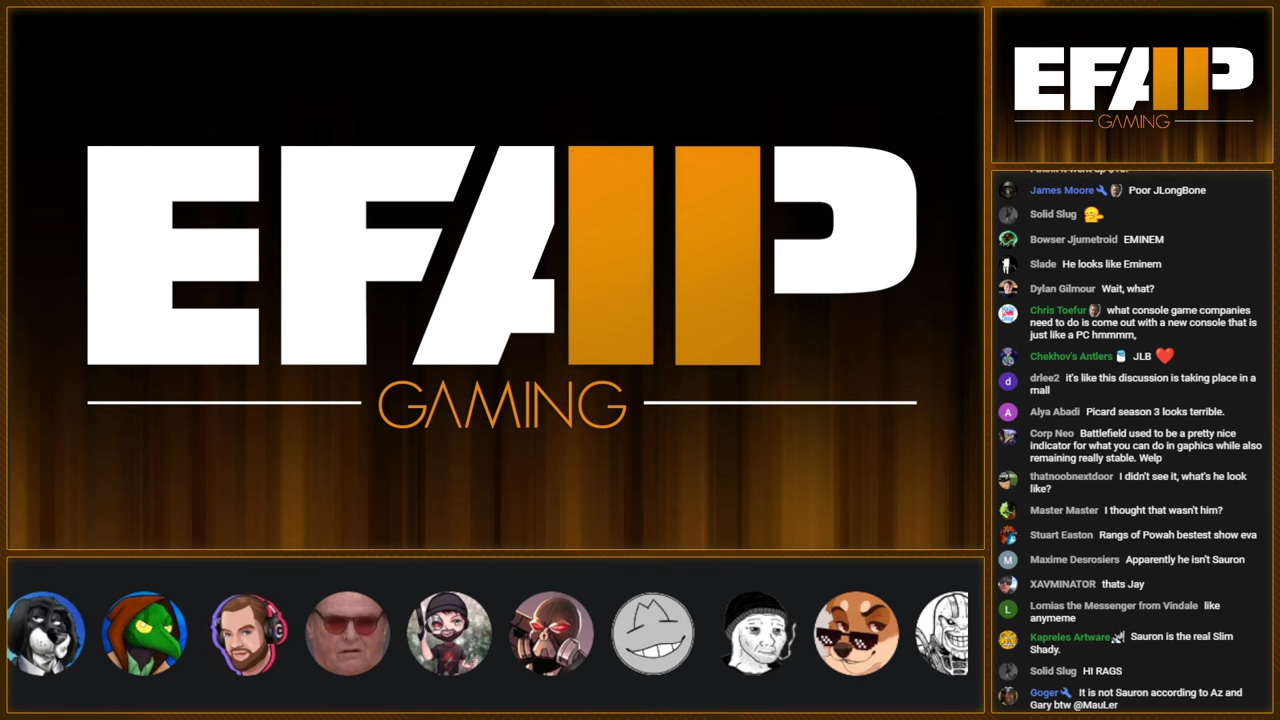 EFAP
GAMING
EFAP
GAMING
James Moore Poor JLongBone
Solid Slug
Bowser Jjumetroid EMINEM
Slade He looks like Eminem
Dylan Gilmour Wait, what?
Chris Toefur what console game companies
need to do is come out with a new console that is
just like a PC hmmmm,
Chekhov's Antlers JLB
drlee2 it's like this discussion is taking place in a
mall
Alya Abadi Picard season 3 looks terrible.
Corp Neo Battlefield used to be a pretty nice
indicator for what you can do in gaphics while also
remaining really stable. Welp
thatnoobnextdoor I didn't see it, what's he look
like?
Master Master I thought that wasn't him?
Stuart Easton Rangs of Powah bestest show eva
Maxime Desrosiers Apparently he isn't Sauron
XAVMINATOR thats Jay
Lomias the Messenger from Vindale like
anymeme
Kapreles Artware Sauron is the real Slim
Shady.
Solid Slug HI RAGS
Goger It is not Sauron according to Az and
Gary btw @MauLer